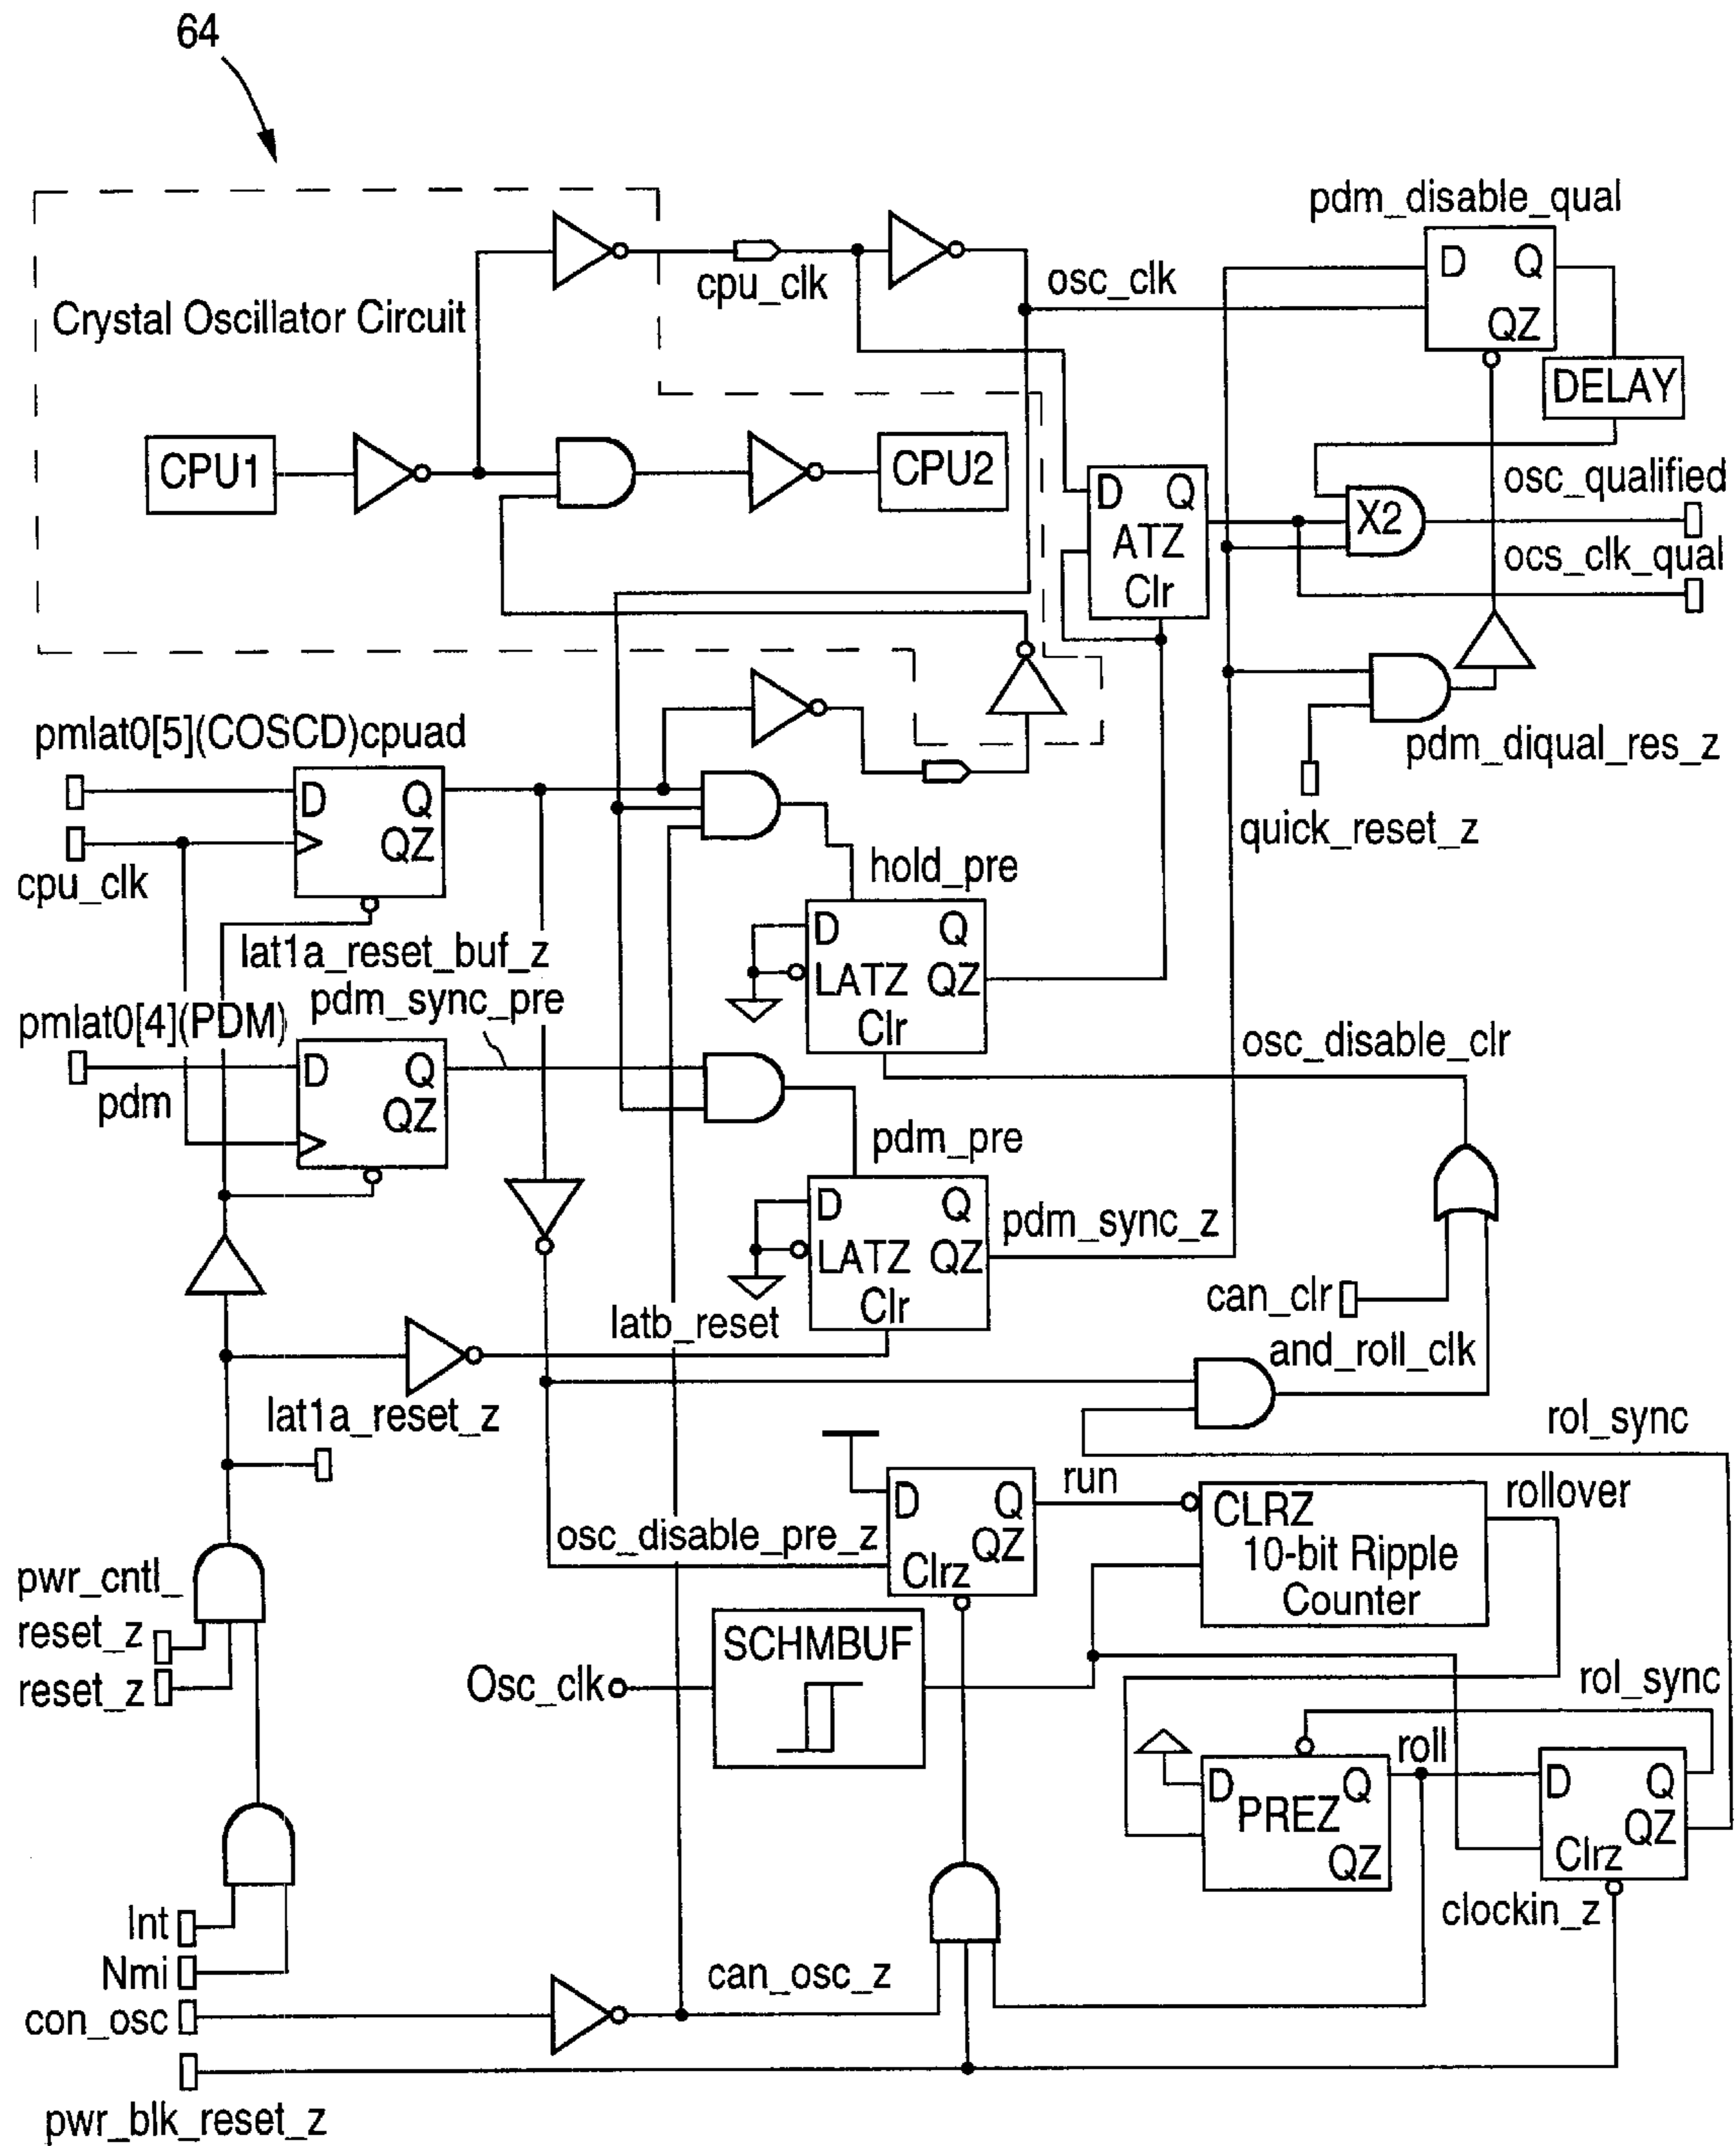 64
pdm_disable_qual
D Q
QZ
cpu_clk
osc_clk
Crystal Oscillator Circuit
DELAY
CPU1
CPU2
D Q
ATZ
Clr
X2
osc_qualified
ocs_clk_qual
pmlat0[5](COSCD)cpuad
pdm_diqual_res_z
quick_reset_z
D Q
QZ
cpu_clk
hold_pre
D Q
LATZ QZ
Clr
lat1a_reset_buf_z
pdm_sync_pre
pmlat0[4](PDM)
osc_disable_clr
D Q
QZ
pdm
pdm_pre
D Q
LATZ QZ
Clr
pdm_sync_z
can_clr
latb_reset
and_roll_clk
lat1a_reset_z
rol_sync
run
D Q
QZ
Clrz
CLRZ
10-bit Ripple
Counter
rollover
osc_disable_pre_z
pwr_cntl_
reset_z
reset_z
SCHMBUF
Osc_clk
rol_sync
roll
D Q
PREZ
QZ
D Q
QZ
Clrz
clockin_z
Int
Nmi
con_osc
can_osc_z
pwr_blk_reset_z